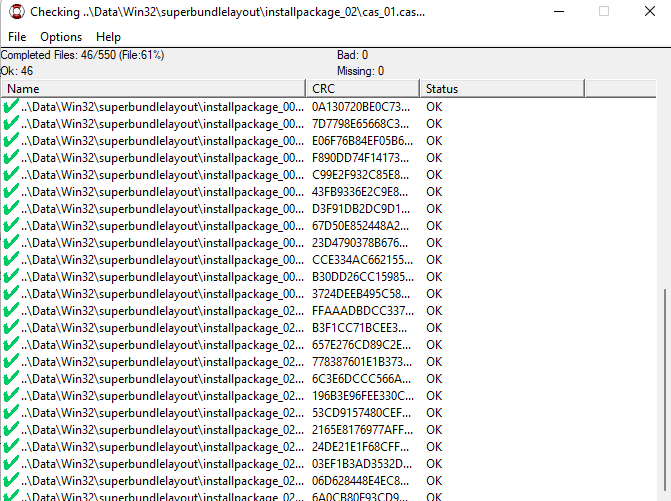 Checking ..\Data\Win32\superbundlelayout\installpackage_02\cas_01.cas...
File Options Help
Completed Files: 46/550 (File:61%) Bad: 0
Ok: 46 Missing: 0
Name CRC Status
..\Data\Win32\superbundlelayout\installpackage_00... 0A130720BE0C73... OK
..\Data\Win32\superbundlelayout\installpackage_00... 7D7798E65668C3... OK
..\Data\Win32\superbundlelayout\installpackage_00... E06F76B84EF05B6... OK
..\Data\Win32\superbundlelayout\installpackage_00... F890DD74F14173... OK
..\Data\Win32\superbundlelayout\installpackage_00... C99E2F932C85E8... OK
..\Data\Win32\superbundlelayout\installpackage_00... 43FB9336E2C9E8... OK
..\Data\Win32\superbundlelayout\installpackage_00... D3F91DB2DC9D1... OK
..\Data\Win32\superbundlelayout\installpackage_00... 67D50E852448A2... OK
..\Data\Win32\superbundlelayout\installpackage_00... 23D4790378B676... OK
..\Data\Win32\superbundlelayout\installpackage_00... CCE334AC662155... OK
..\Data\Win32\superbundlelayout\installpackage_00... B30DD26CC15985... OK
..\Data\Win32\superbundlelayout\installpackage_00... 3724DEEB495C58... OK
..\Data\Win32\superbundlelayout\installpackage_02... FFAAADBDCC337... OK
..\Data\Win32\superbundlelayout\installpackage_02... B3F1CC71BCEE3... OK
..\Data\Win32\superbundlelayout\installpackage_02... 657E276CD89C2E... OK
..\Data\Win32\superbundlelayout\installpackage_02... 778387601E1B373... OK
..\Data\Win32\superbundlelayout\installpackage_02... 6C3E6DCCC566A... OK
..\Data\Win32\superbundlelayout\installpackage_02... 196B3E96FEE330C... OK
..\Data\Win32\superbundlelayout\installpackage_02... 53CD9157480CEF... OK
..\Data\Win32\superbundlelayout\installpackage_02... 2165E8176977AFF... OK
..\Data\Win32\superbundlelayout\installpackage_02... 24DE21E1F68CFF... OK
..\Data\Win32\superbundlelayout\installpackage_02... 03EF1B3AD3532D... OK
..\Data\Win32\superbundlelayout\installpackage_02... 06D628448E4EC8... OK
..\Data\Win32\superbundlelayout\installpackage_02... 6A0CB80F93CD9... OK